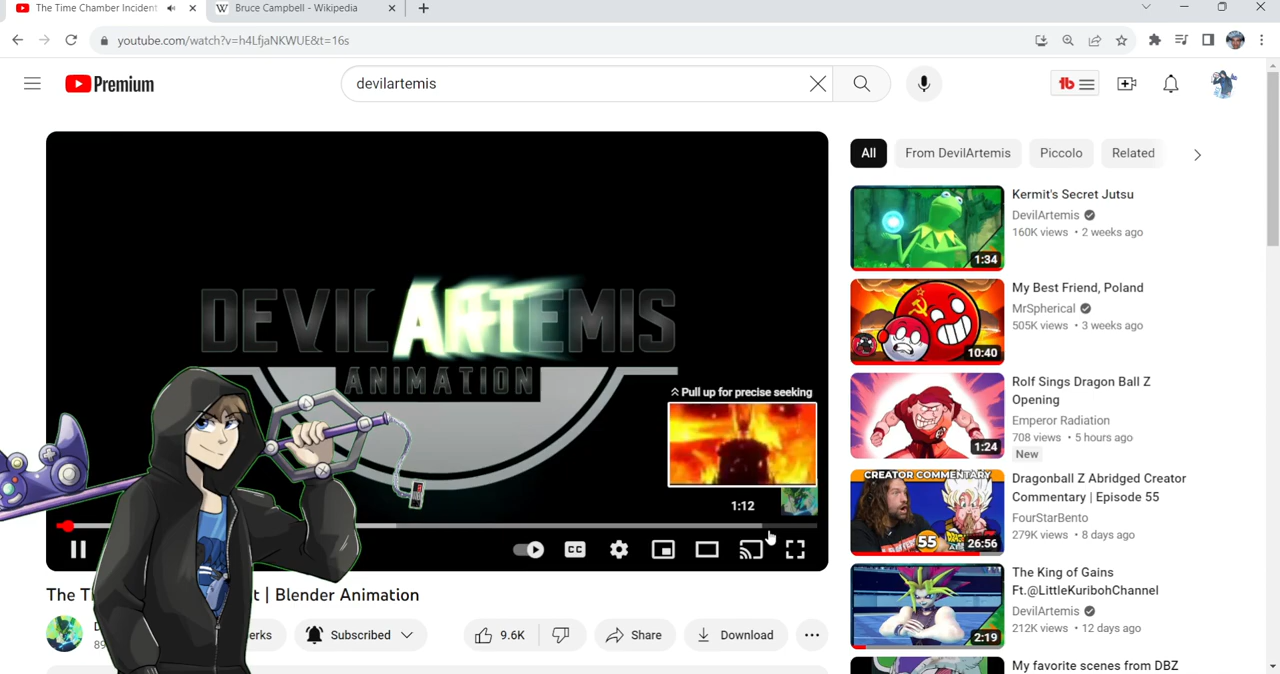 The Time Chamber Incident
Bruce Campbell - Wikipedia
youtube.com/watch?v=h4LfjaNKWUE&t=16s
Premium
devilartemis
DEVILARTEMIS
ANIMATION
Pull up for precise seeking
1:12
CC
The T
t | Blender Animation
89
erks
Subscribed
9.6K
Share
Download
All
From DevilArtemis
Piccolo
Related
Kermit's Secret Jutsu
DevilArtemis
160K views • 2 weeks ago
1:34
My Best Friend, Poland
MrSpherical
505K views • 3 weeks ago
10:40
Rolf Sings Dragon Ball Z
Opening
Emperor Radiation
708 views • 5 hours ago
New
1:24
CREATOR COMMENTARY
55
26:56
Dragonball Z Abridged Creator
Commentary | Episode 55
FourStarBento
279K views • 8 days ago
The King of Gains
Ft.@LittleKuribohChannel
DevilArtemis
212K views • 12 days ago
2:19
My favorite scenes from DBZ